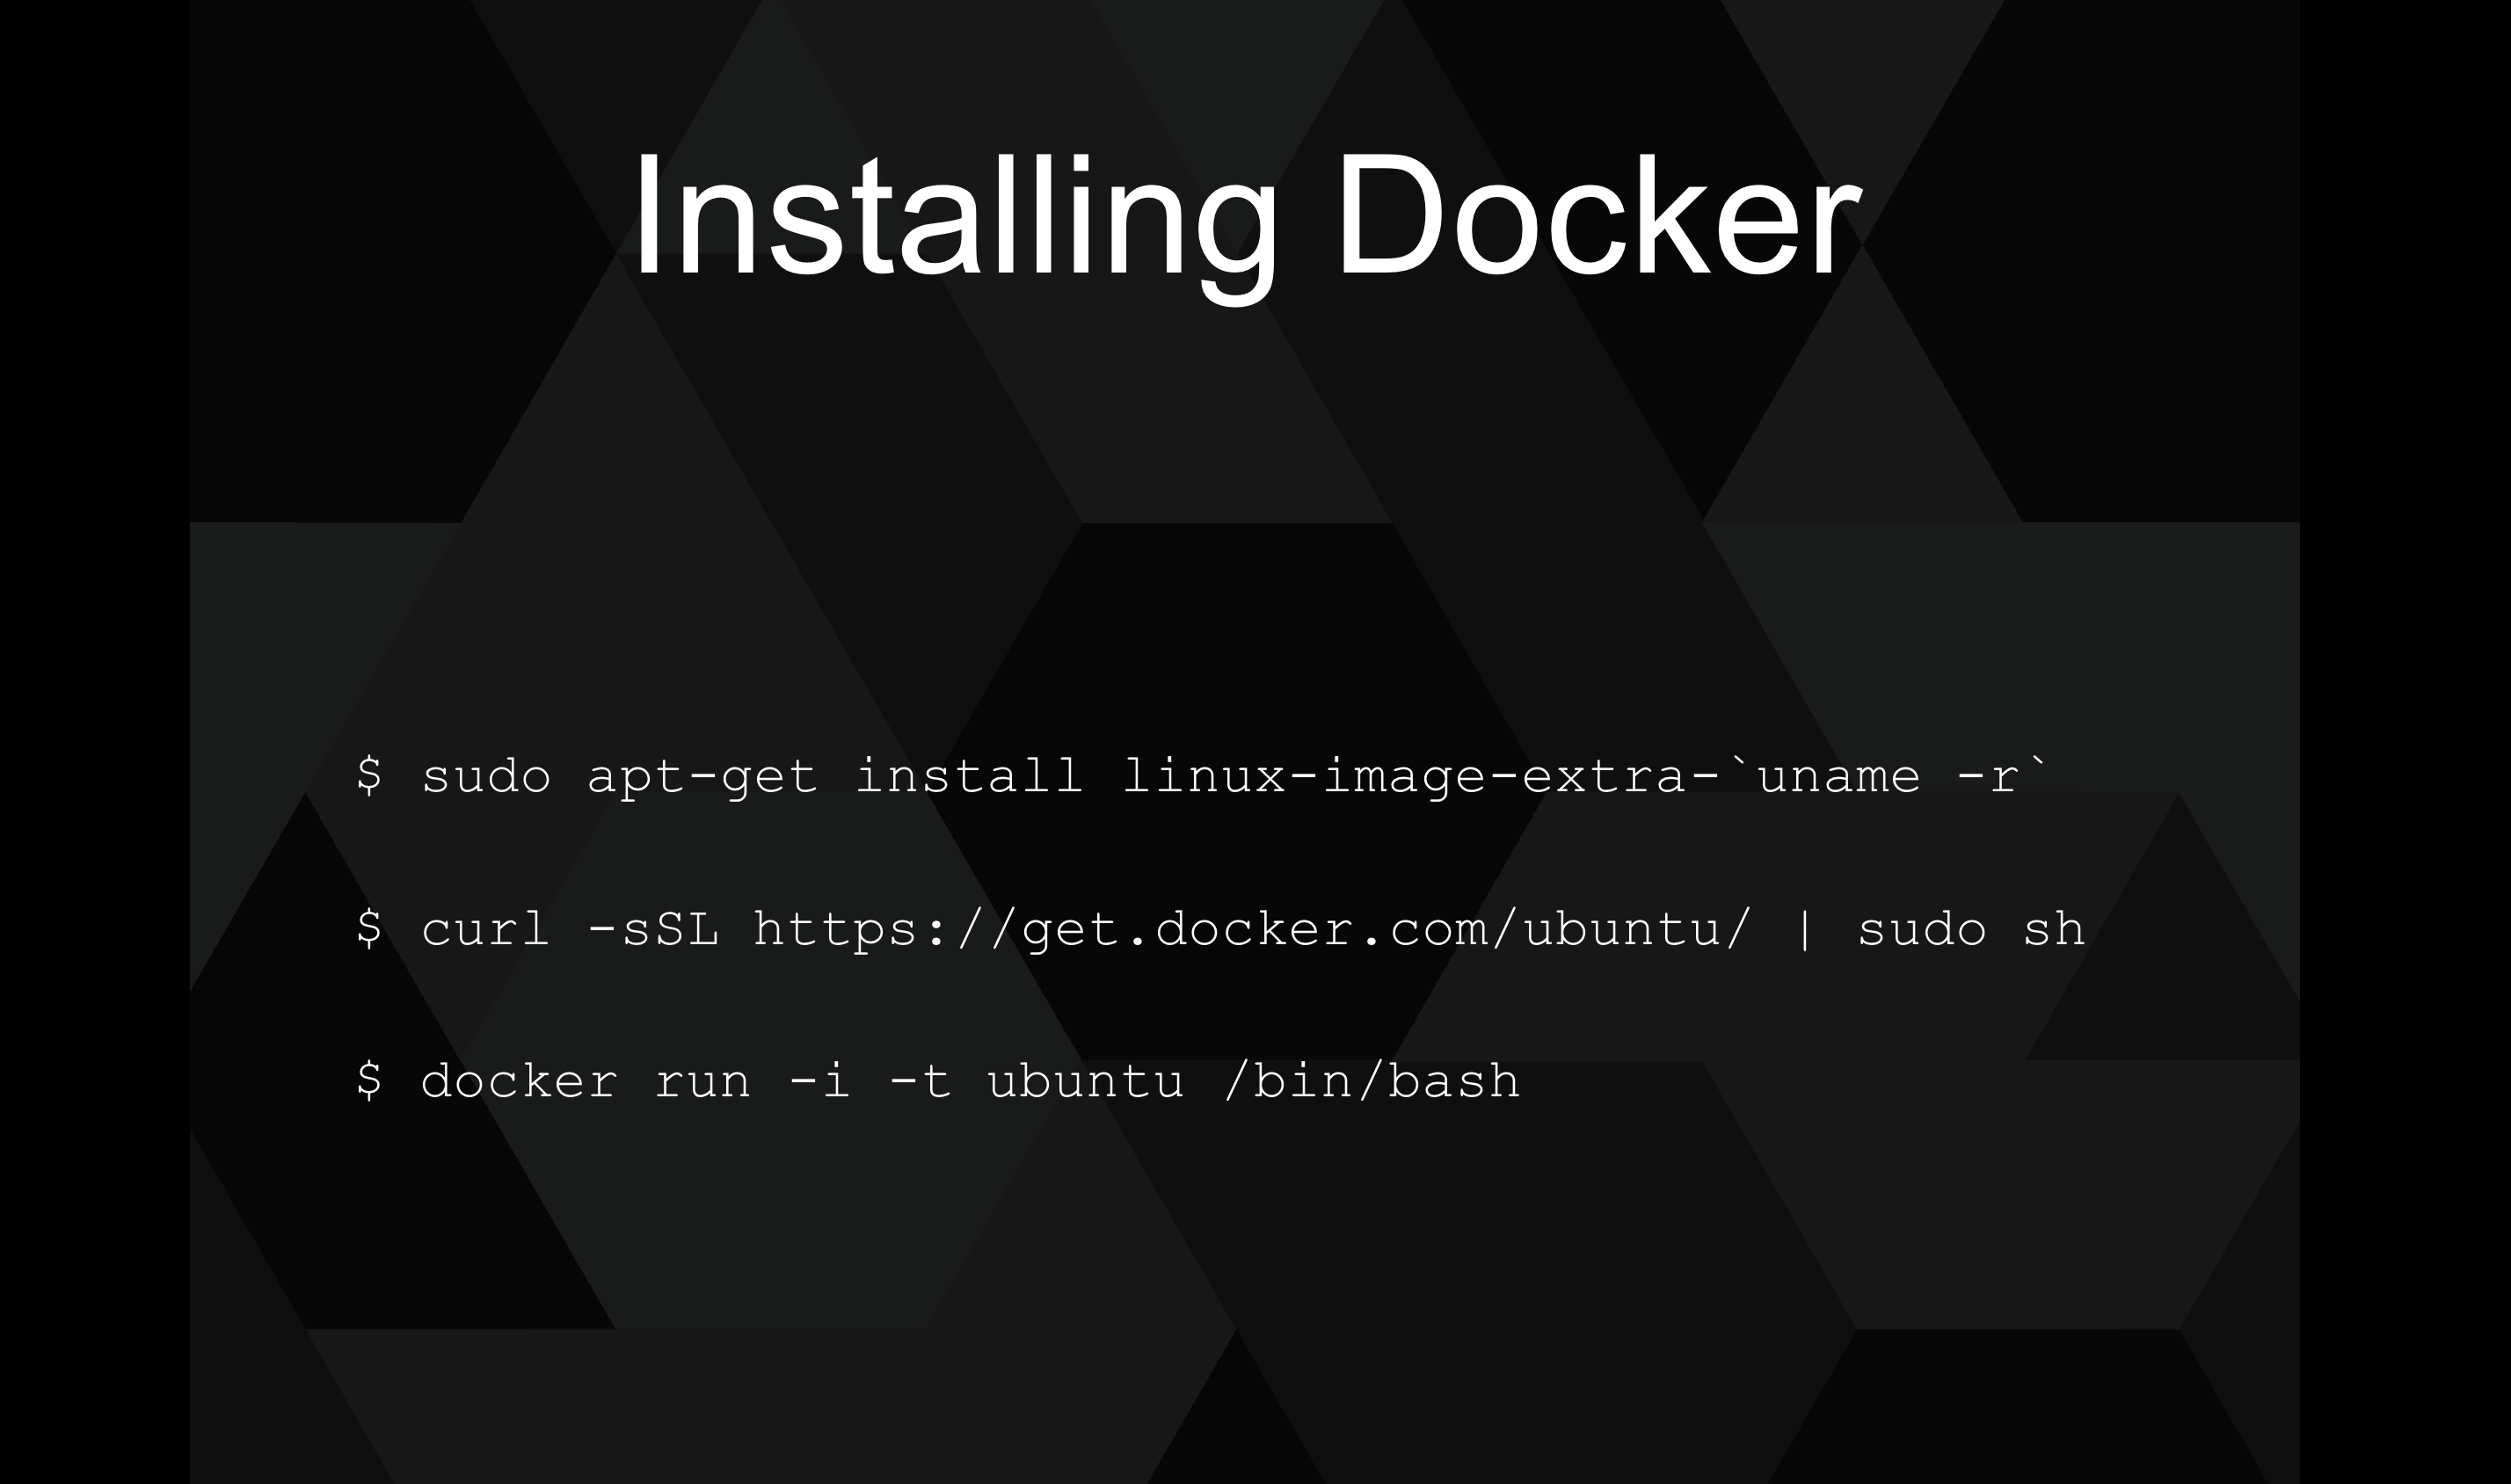 Installing Docker
$ sudo apt-get install linux-image-extra-`uname -r`
$ curl -sSL https://get.docker.com/ubuntu/ | sudo sh
$ docker run -i -t ubuntu /bin/bash